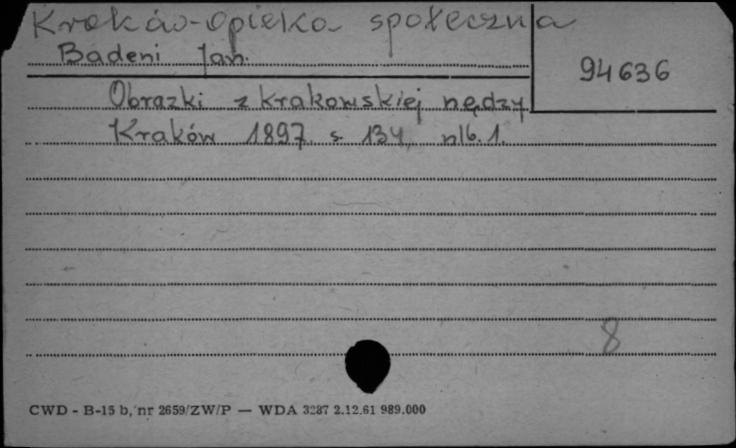 Kraków-opieka społeczna
Badeni Jan.
94636
Obrazki z krakowskiej nędzy
Kraków 1897. s. 134, nlb. 1.
8
CWD - B-15 b, nr 2659/ZW/P — WDA 3287 2.12.61 989.000